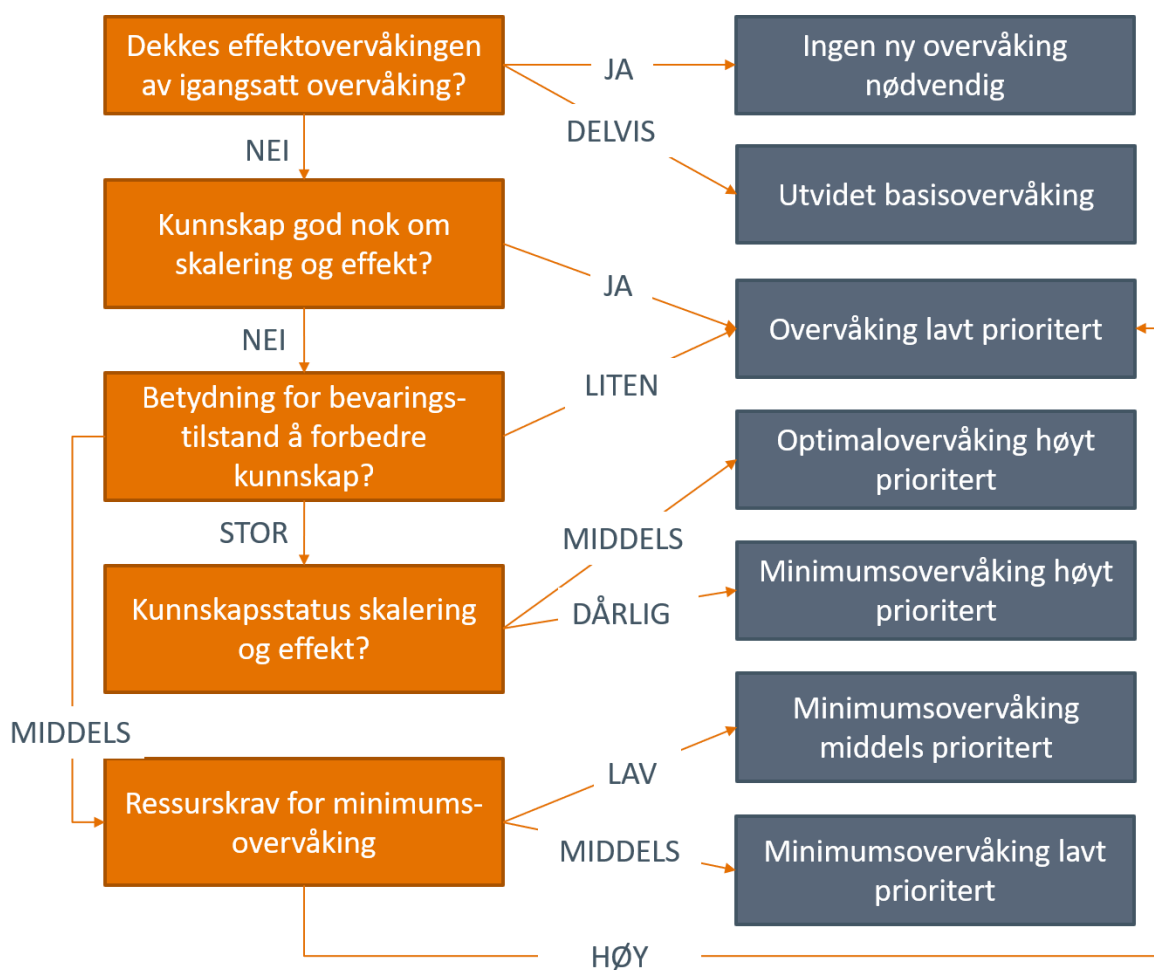 Dekkes effektovervåkingen
av igangsatt overvåking?
JA
Ingen ny overvåking
nødvendig
DELVIS
NEI
Utvidet basisovervåking
Kunnskap god nok om
skalering og effekt?
JA
Overvåking lavt prioritert
NEI
LITEN
Betydning for bevarings-
tilstand å forbedre
kunnskap?
Optimalovervåking høyt
prioritert
STOR
MIDDELS
Minimumsovervåking høyt
prioritert
DÅRLIG
Kunnskapsstatus skalering
og effekt?
Minimumsovervåking
middels prioritert
MIDDELS
LAV
Ressurskrav for minimums-
overvåking
MIDDELS
Minimumsovervåking lavt
prioritert
HØY